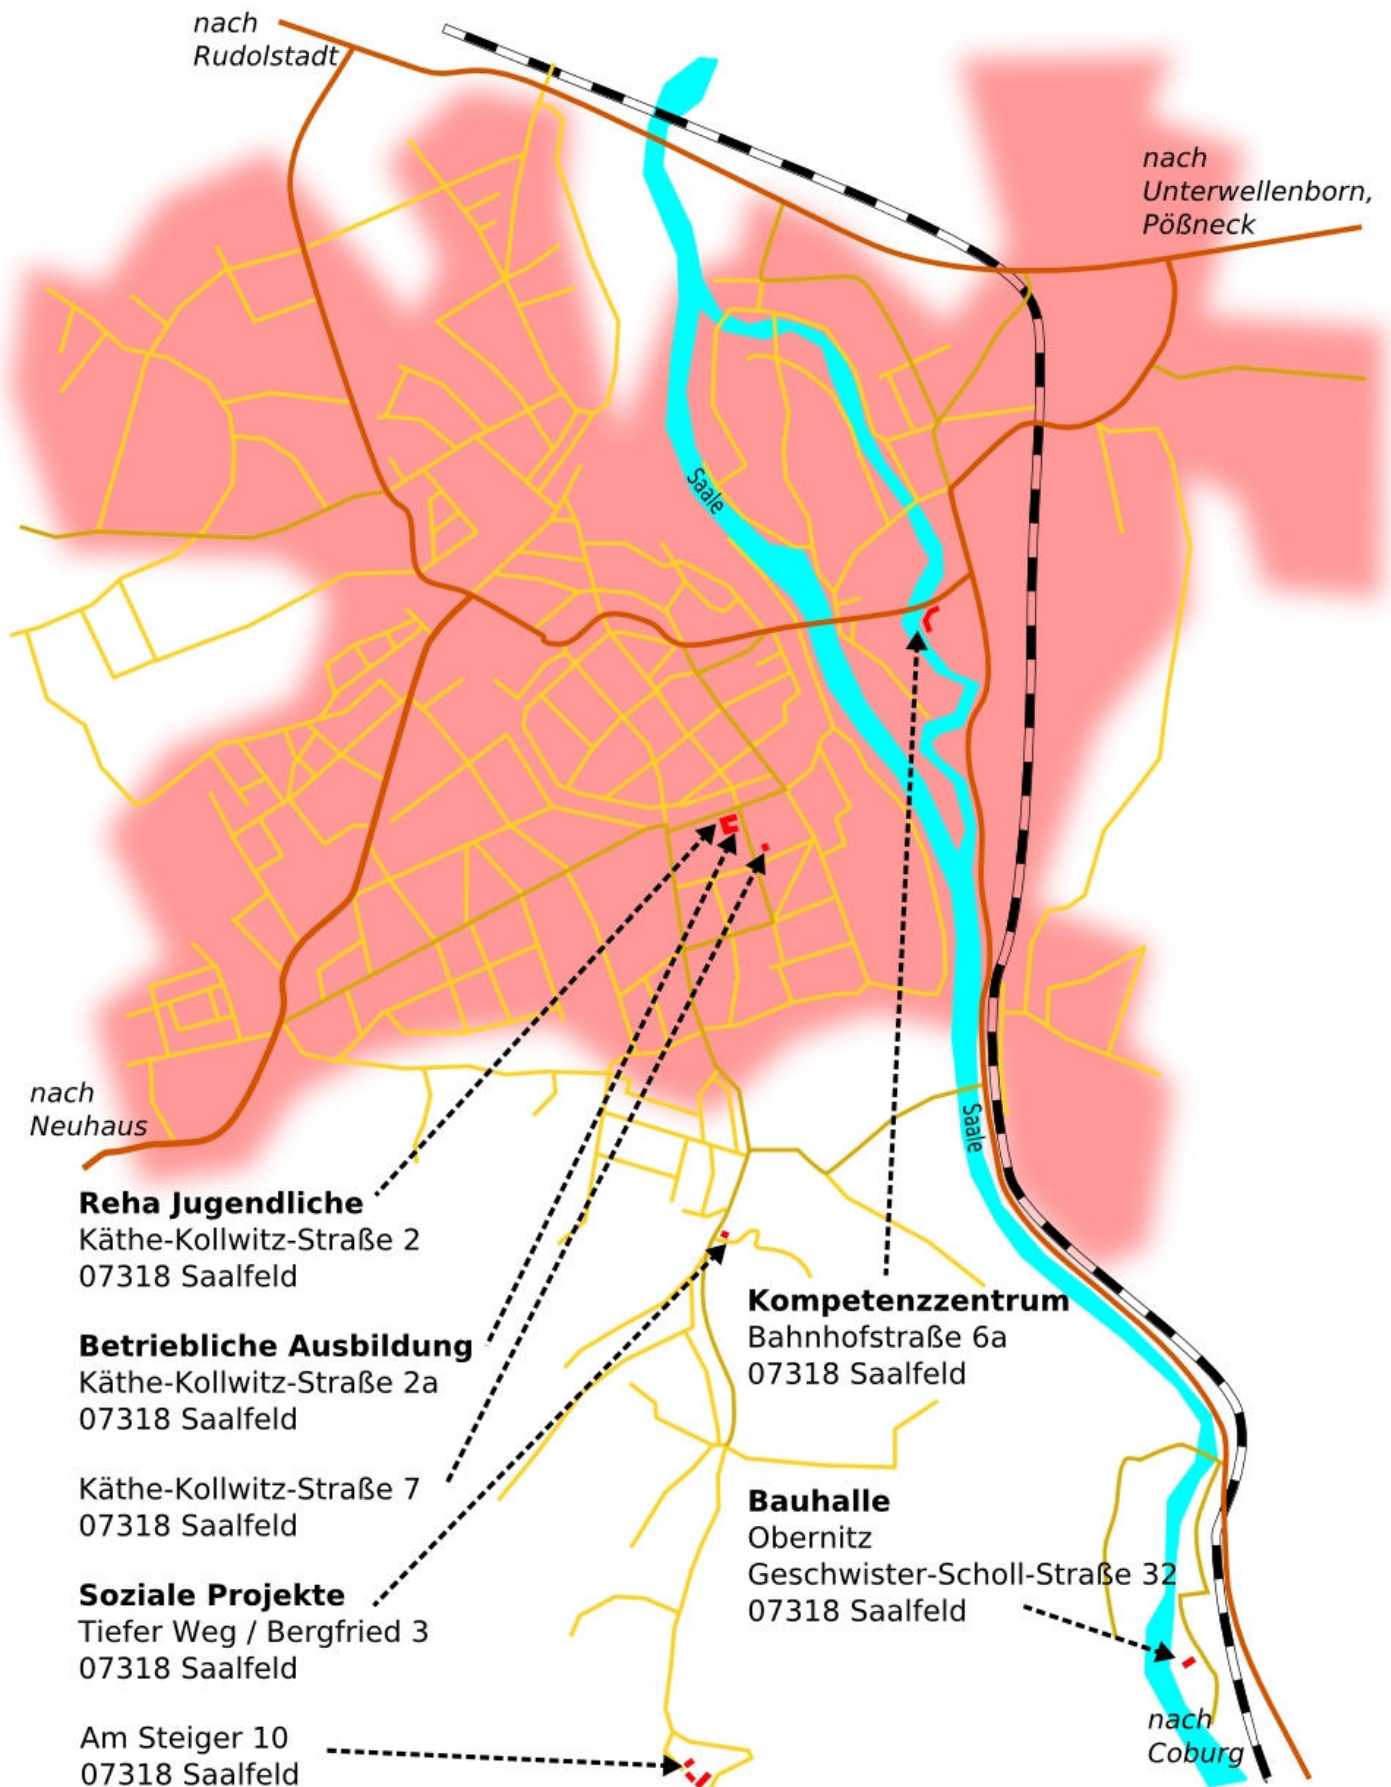 nach
Rudolstadt
nach
Unterwellenborn,
Pößneck
Saale
Saale
nach
Neuhaus
Reha Jugendliche
Käthe-Kollwitz-Straße 2
07318 Saalfeld
Betriebliche Ausbildung
Käthe-Kollwitz-Straße 2a
07318 Saalfeld
Käthe-Kollwitz-Straße 7
07318 Saalfeld
Soziale Projekte
Tiefer Weg / Bergfried 3
07318 Saalfeld
Am Steiger 10
07318 Saalfeld
Kompetenzzentrum
Bahnhofstraße 6a
07318 Saalfeld
Bauhalle
Obernitz
Geschwister-Scholl-Straße 32
07318 Saalfeld
nach
Coburg